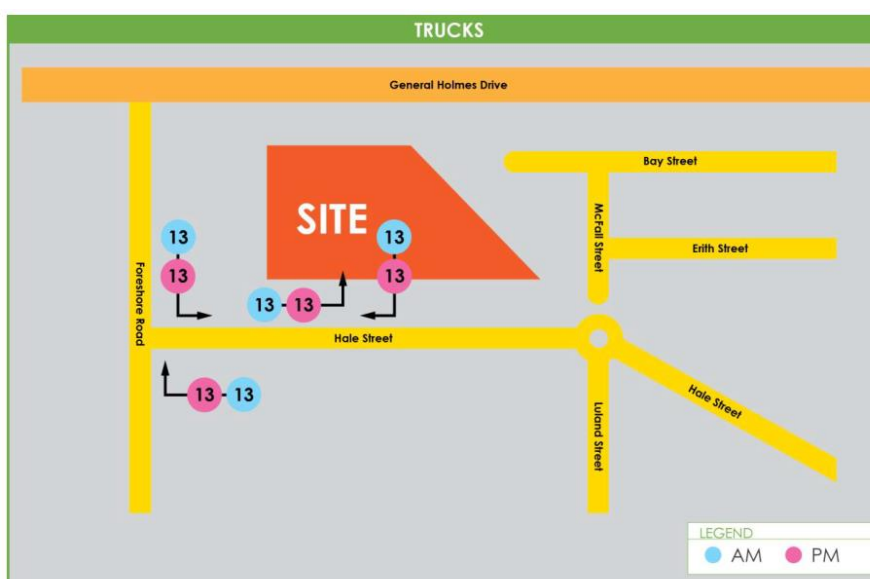 TRUCKS
General Holmes Drive
Bay Street
McFall Street
Erith Street
SITE
13
13
13
13
13
13
Foreshore Road
Hale Street
13
13
Hale Street
Luland Street
LEGEND
AM
PM